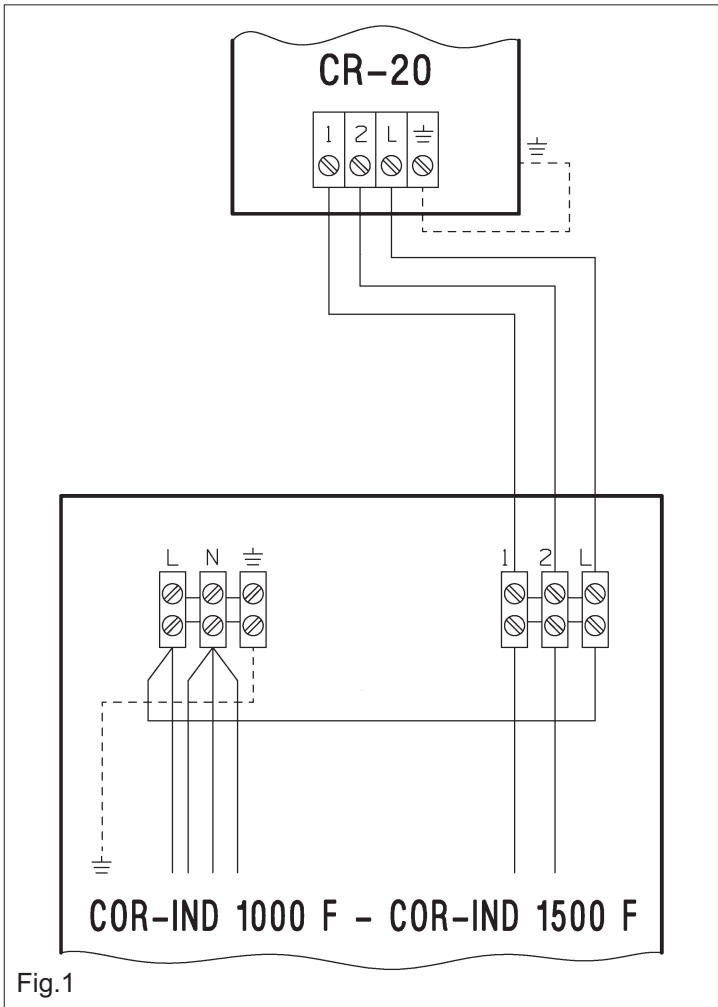 CR-20
1 2 L
L N
1 2 L
COR-IND 1000 F - COR-IND 1500 F
Fig.1